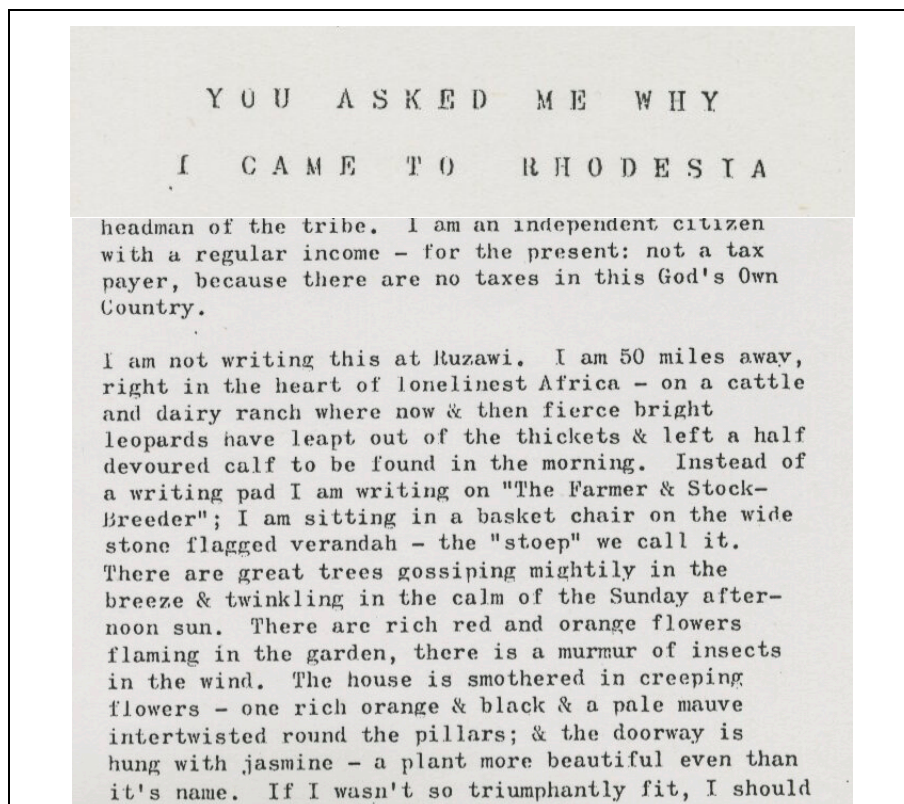 YOU ASKED ME WHY
I CAME TO RHODESIA
headman of the tribe. I am an independent citizen
with a regular income - for the present: not a tax
payer, because there are no taxes in this God's Own
Country.
I am not writing this at Ruzawi. I am 50 miles away,
right in the heart of lonelinest Africa - on a cattle
and dairy ranch where now & then fierce bright
leopards have leapt out of the thickets & left a half
devoured calf to be found in the morning. Instead of
a writing pad I am writing on "The Farmer & Stock-
Breeder"; I am sitting in a basket chair on the wide
stone flagged verandah - the "stoep" we call it.
There are great trees gossiping mightily in the
breeze & twinkling in the calm of the Sunday after-
noon sun. There are rich red and orange flowers
flaming in the garden, there is a murmur of insects
in the wind. The house is smothered in creeping
flowers - one rich orange & black & a pale mauve
intertwisted round the pillars; & the doorway is
hung with jasmine - a plant more beautiful even than
it's name. If I wasn't so triumphantly fit, I should